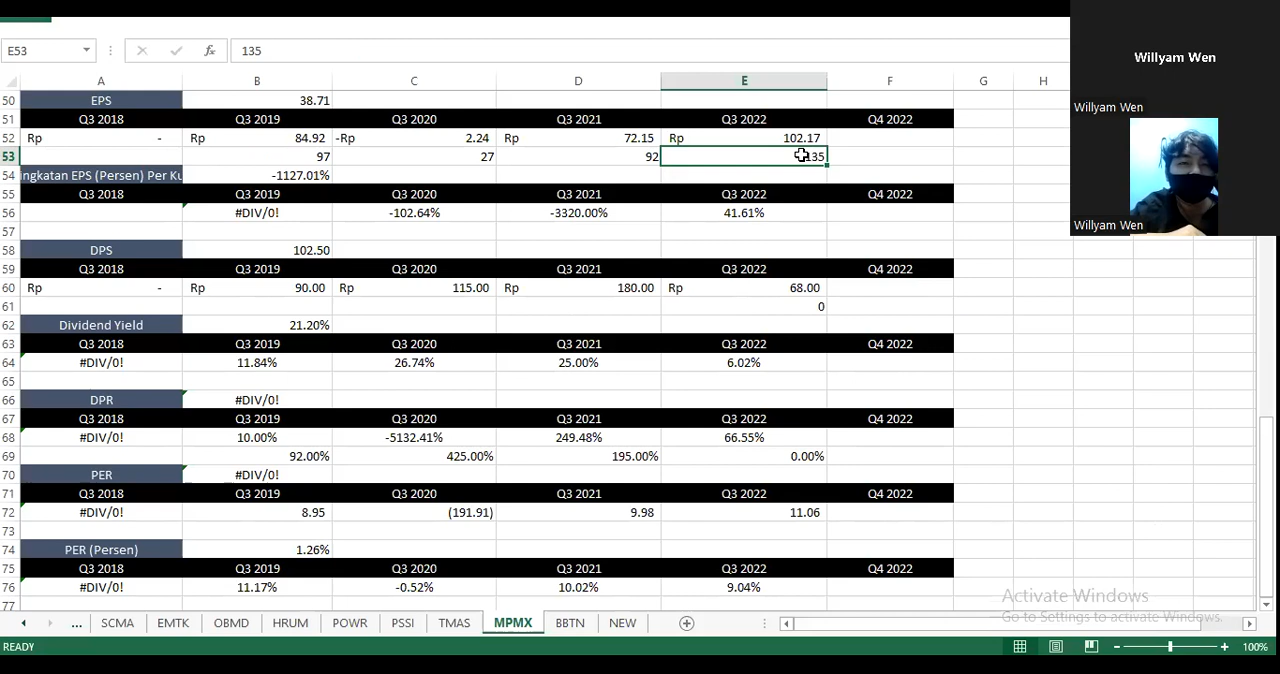 E53 fx 135
Willyam Wen
Willyam Wen
Willyam Wen
A B C D E F G H
50 EPS 38.71
51 Q3 2018 Q3 2019 Q3 2020 Q3 2021 Q3 2022 Q4 2022
52 Rp - Rp 84.92 -Rp 2.24 Rp 72.15 Rp 102.17
53 97 27 92 135
54 ingkatan EPS (Persen) Per Ku -1127.01%
55 Q3 2018 Q3 2019 Q3 2020 Q3 2021 Q3 2022 Q4 2022
56 #DIV/0! -102.64% -3320.00% 41.61%
57
58 DPS 102.50
59 Q3 2018 Q3 2019 Q3 2020 Q3 2021 Q3 2022 Q4 2022
60 Rp - Rp 90.00 Rp 115.00 Rp 180.00 Rp 68.00
61 0
62 Dividend Yield 21.20%
63 Q3 2018 Q3 2019 Q3 2020 Q3 2021 Q3 2022 Q4 2022
64 #DIV/0! 11.84% 26.74% 25.00% 6.02%
65
66 DPR #DIV/0!
67 Q3 2018 Q3 2019 Q3 2020 Q3 2021 Q3 2022 Q4 2022
68 #DIV/0! 10.00% -5132.41% 249.48% 66.55%
69 92.00% 425.00% 195.00% 0.00%
70 PER #DIV/0!
71 Q3 2018 Q3 2019 Q3 2020 Q3 2021 Q3 2022 Q4 2022
72 #DIV/0! 8.95 (191.91) 9.98 11.06
73
74 PER (Persen) 1.26%
75 Q3 2018 Q3 2019 Q3 2020 Q3 2021 Q3 2022 Q4 2022
76 #DIV/0! 11.17% -0.52% 10.02% 9.04%
77
Activate Windows
Go to Settings to activate Windows.
... SCMA EMTK OBMD HRUM POWR PSSI TMAS MPMX BBTN NEW
READY 100%